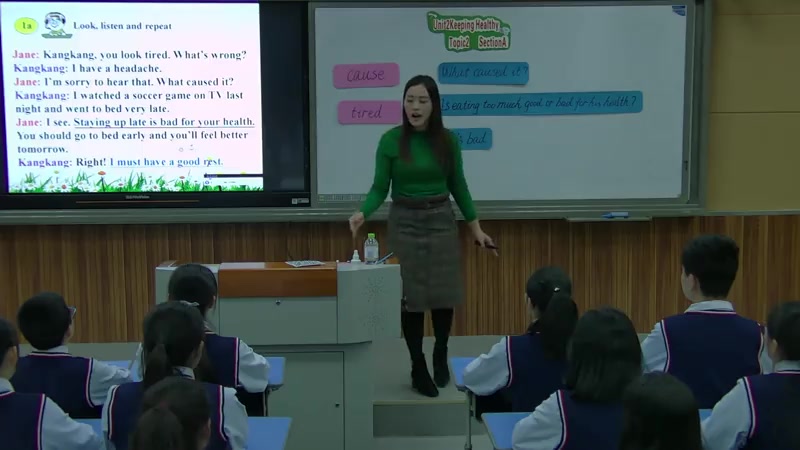 1a
Look, listen and repeat
Jane: Kangkang, you look tired. What's wrong?
Kangkang: I have a headache.
Jane: I'm sorry to hear that. What caused it?
Kangkang: I watched a soccer game on TV last
night and went to bed very late.
Jane: I see. Staying up late is bad for your health.
You should go to bed early and you'll feel better
tomorrow.
Kangkang: Right! I must have a good rest.
Unit2Keeping Healthy
Topic2 SectionA
cause
What caused it?
tired
Is eating too much good or bad for his health?
is bad